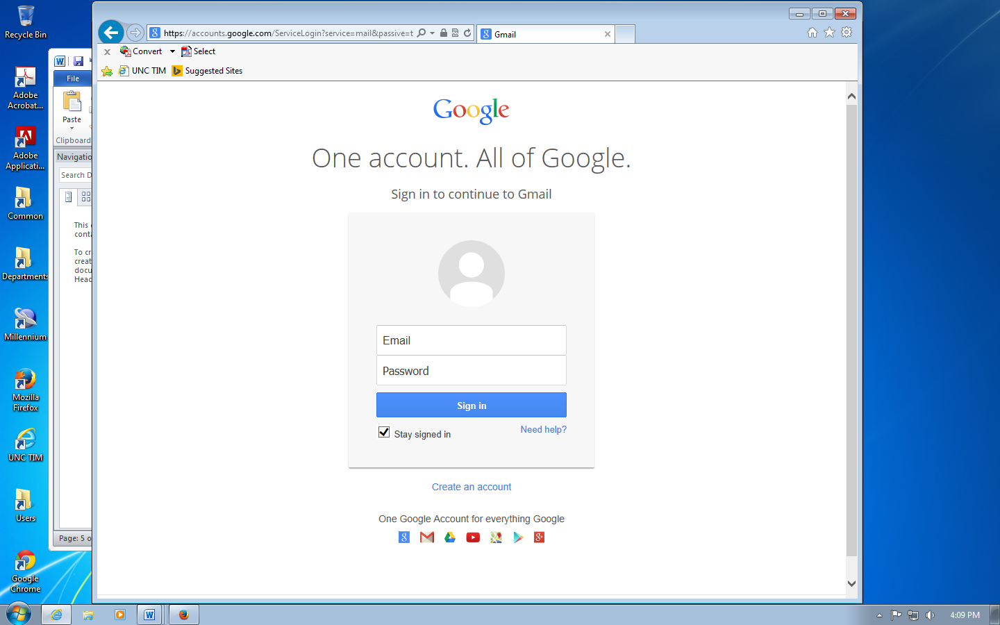 Recycle Bin
Adobe
Acrobat...
Adobe
Applicati...
Common
Departments
Millennium
Mozilla
Firefox
UNC TIM
Users
Google
Chrome
File
Paste
Clipboard
Navigatio
Search D
This
conta
To cr
creat
docu
Head
Page: 5 o
https://accounts.google.com/ServiceLogin?service=mail&passive=t
Gmail
Convert
Select
UNC TIM
Suggested Sites
Google
One account. All of Google.
Sign in to continue to Gmail
Email
Password
Sign in
Stay signed in
Need help?
Create an account
One Google Account for everything Google
4:09 PM